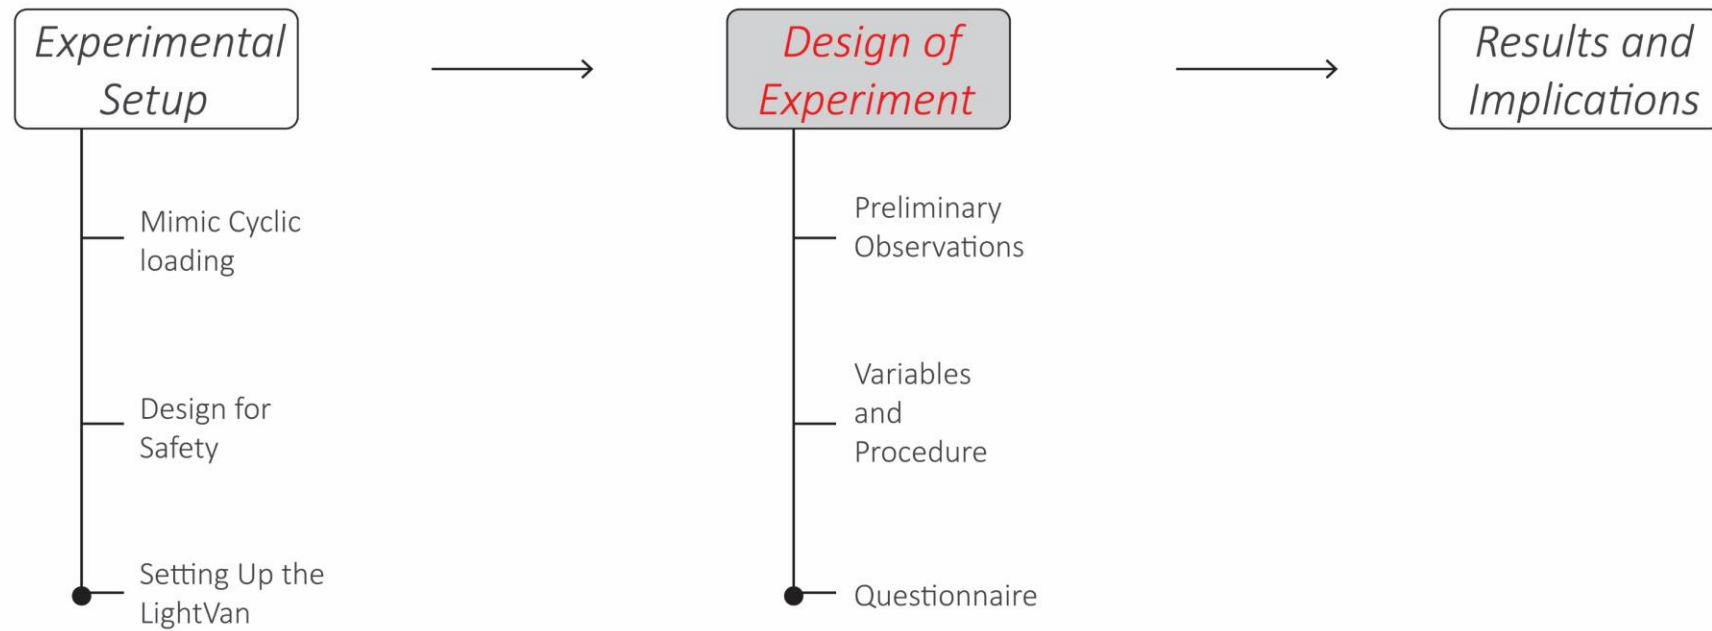 Experimental
Setup
Mimic Cyclic
loading
Design for
Safety
Setting Up the
LightVan
Design of
Experiment
Preliminary
Observations
Variables
and
Procedure
Questionnaire
Results and
Implications